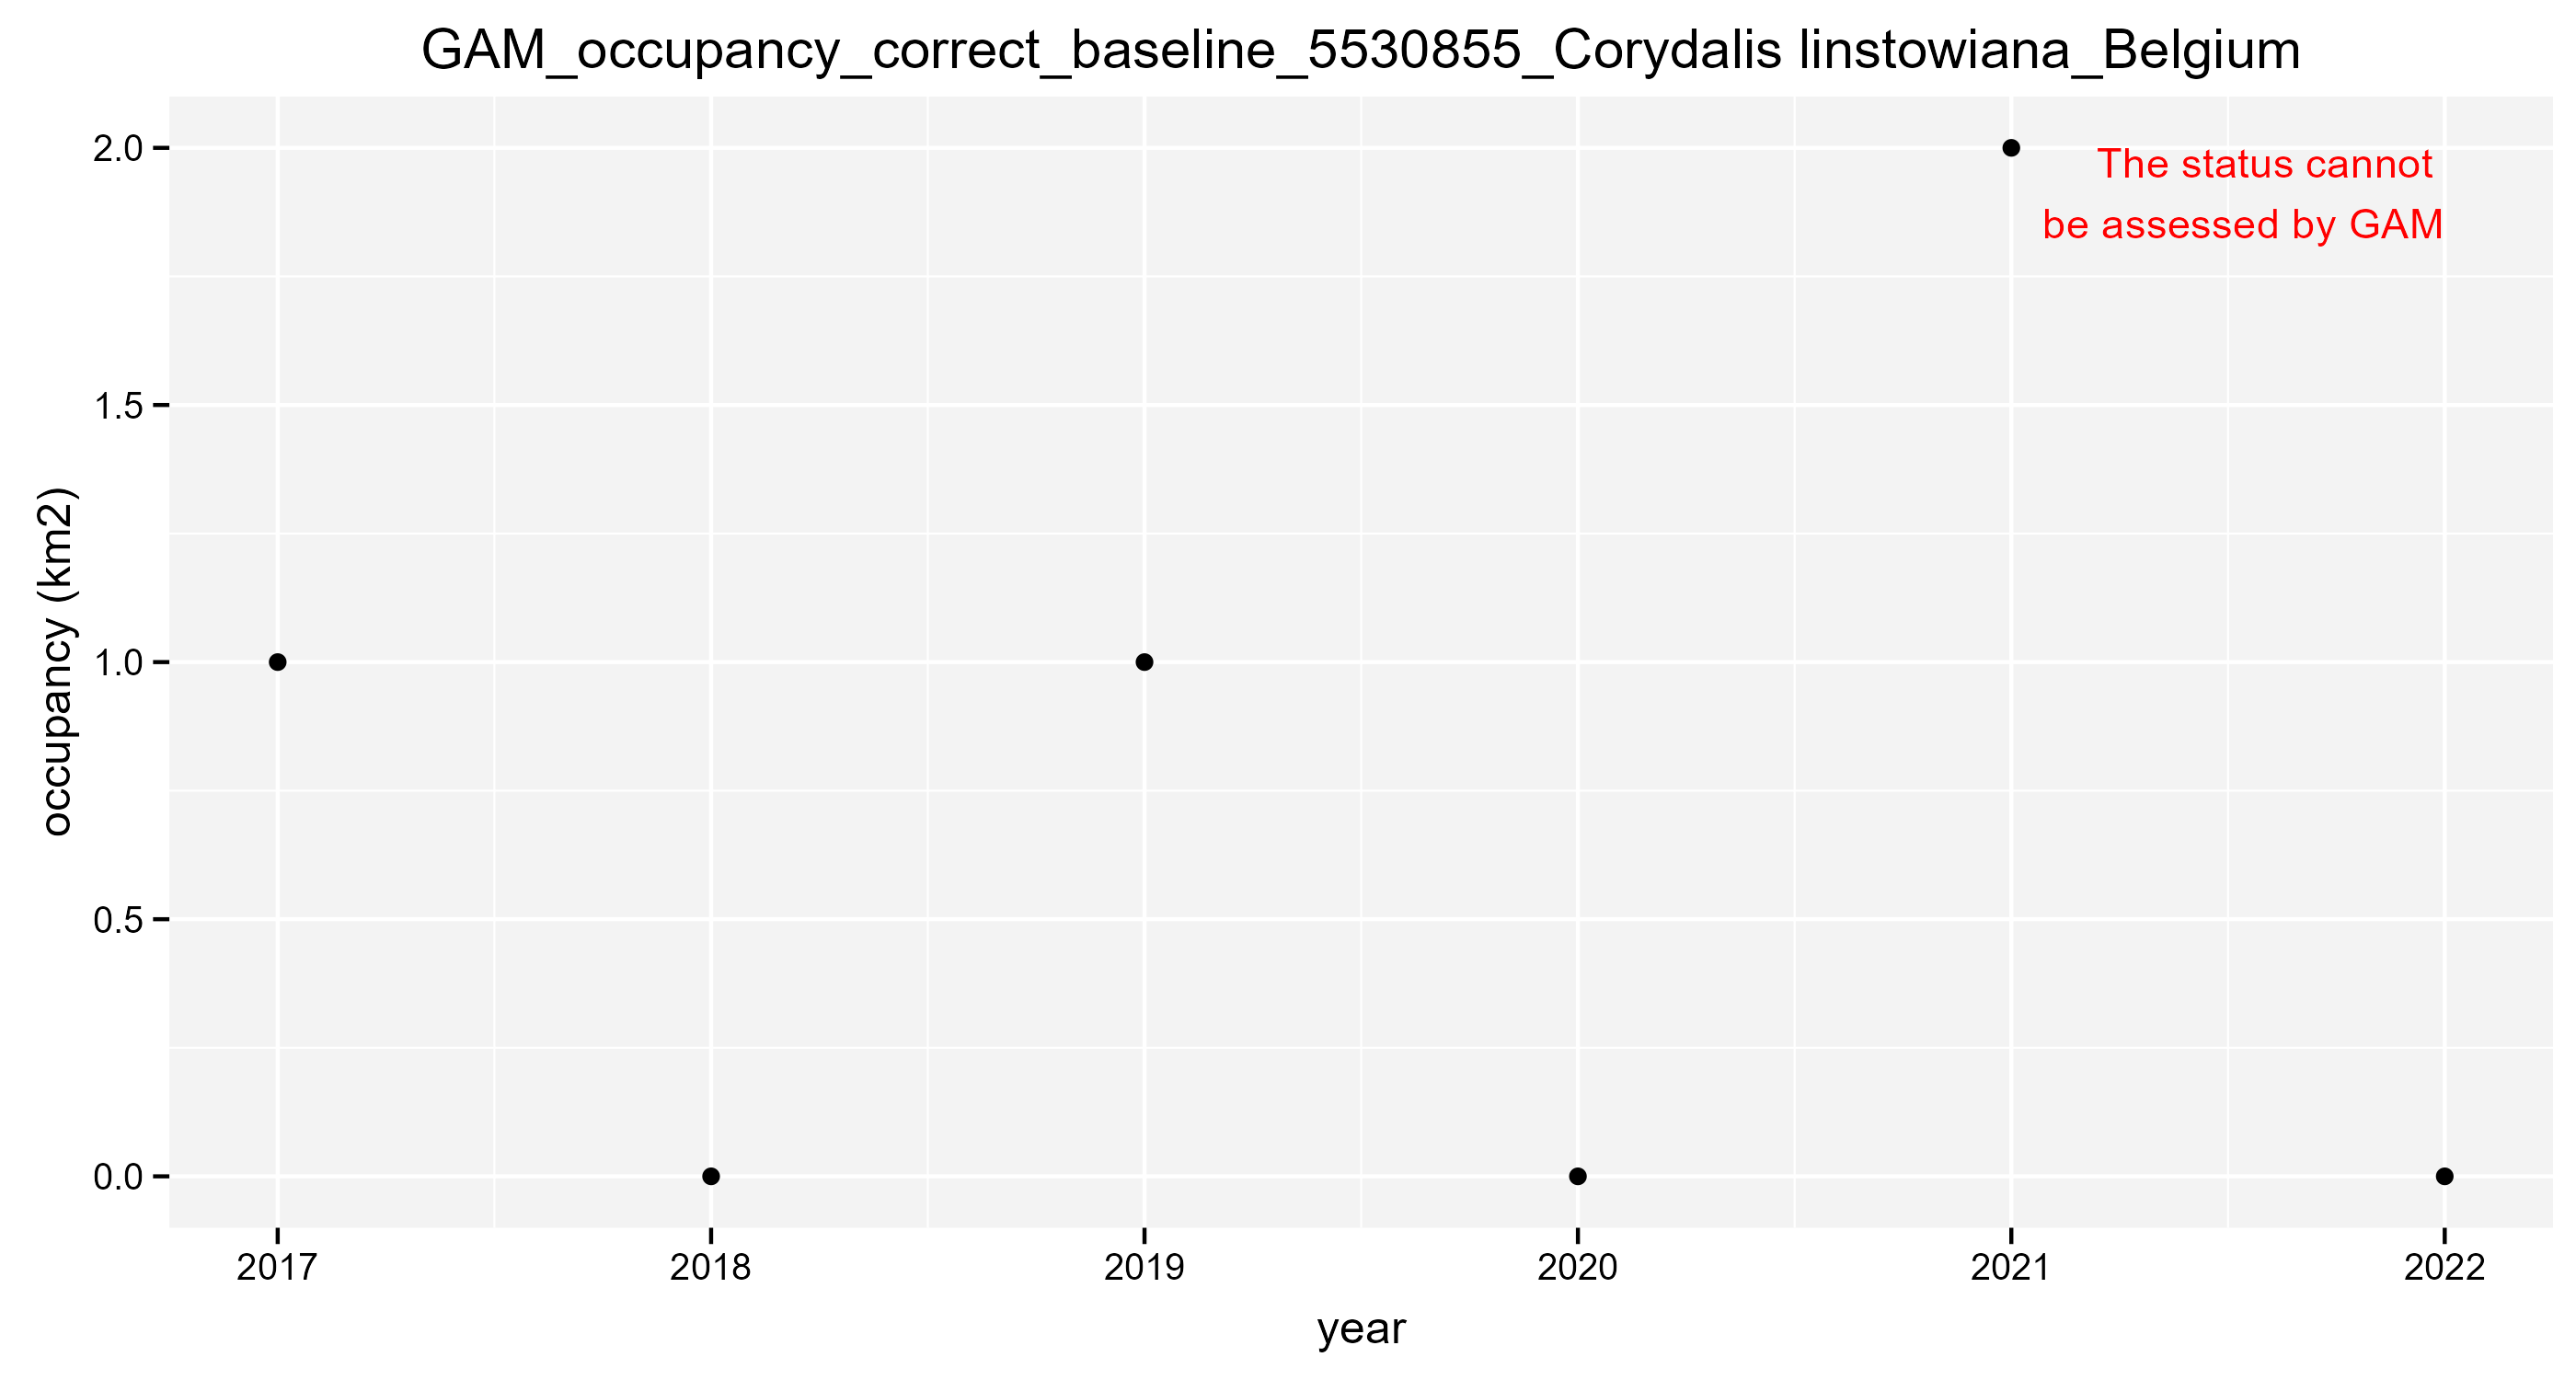 GAM_occupancy_correct_baseline_5530855_Corydalis linstowiana_Belgium
2.0
The status cannot
be assessed by GAM
1.5
occupancy (km2)
1.0
0.5
0.0
2017 2018 2019 2020 2021 2022
year